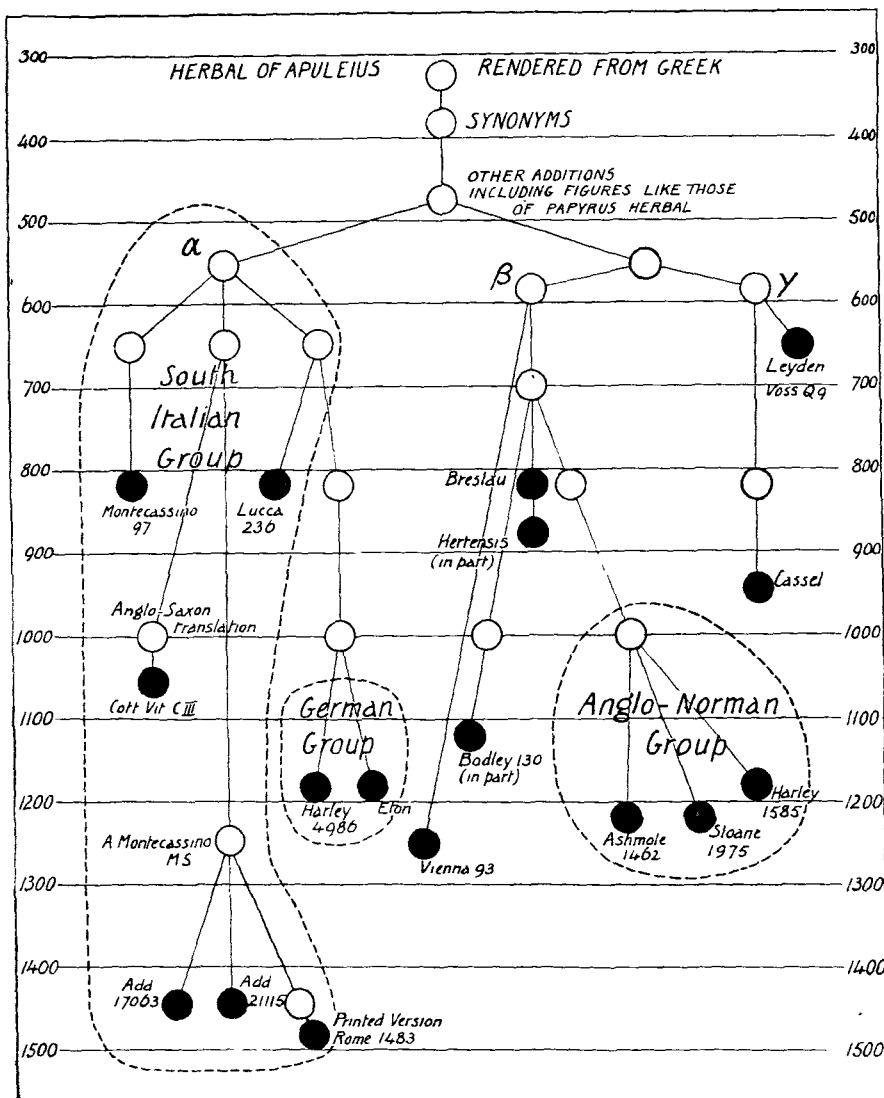 300
300
HERBAL OF APULEIUS
RENDERED FROM GREEK
SYNONYMS
400
400
OTHER ADDITIONS
INCLUDING FIGURES LIKE THOSE
OF PAPYRUS HERBAL
500
500
α
β
γ
600
600
South
Italian
Group
Leyden
Voss Q9
700
700
800
800
Montecassino
97
Lucca
236
Breslau
Hertensis
(in part)
900
900
Cassel
Anglo-Saxon
translation
1000
1000
Cott Vit C III
German
Group
Anglo-Norman
Group
1100
1100
Bodley 130
(in part)
1200
1200
Harley
4986
Eton
Ashmole
1462
Sloane
1975
Harley
1585
A Montecassino
MS
Vienna 93
1300
1300
1400
1400
Add
17063
Add
21115
Printed Version
Rome 1483
1500
1500